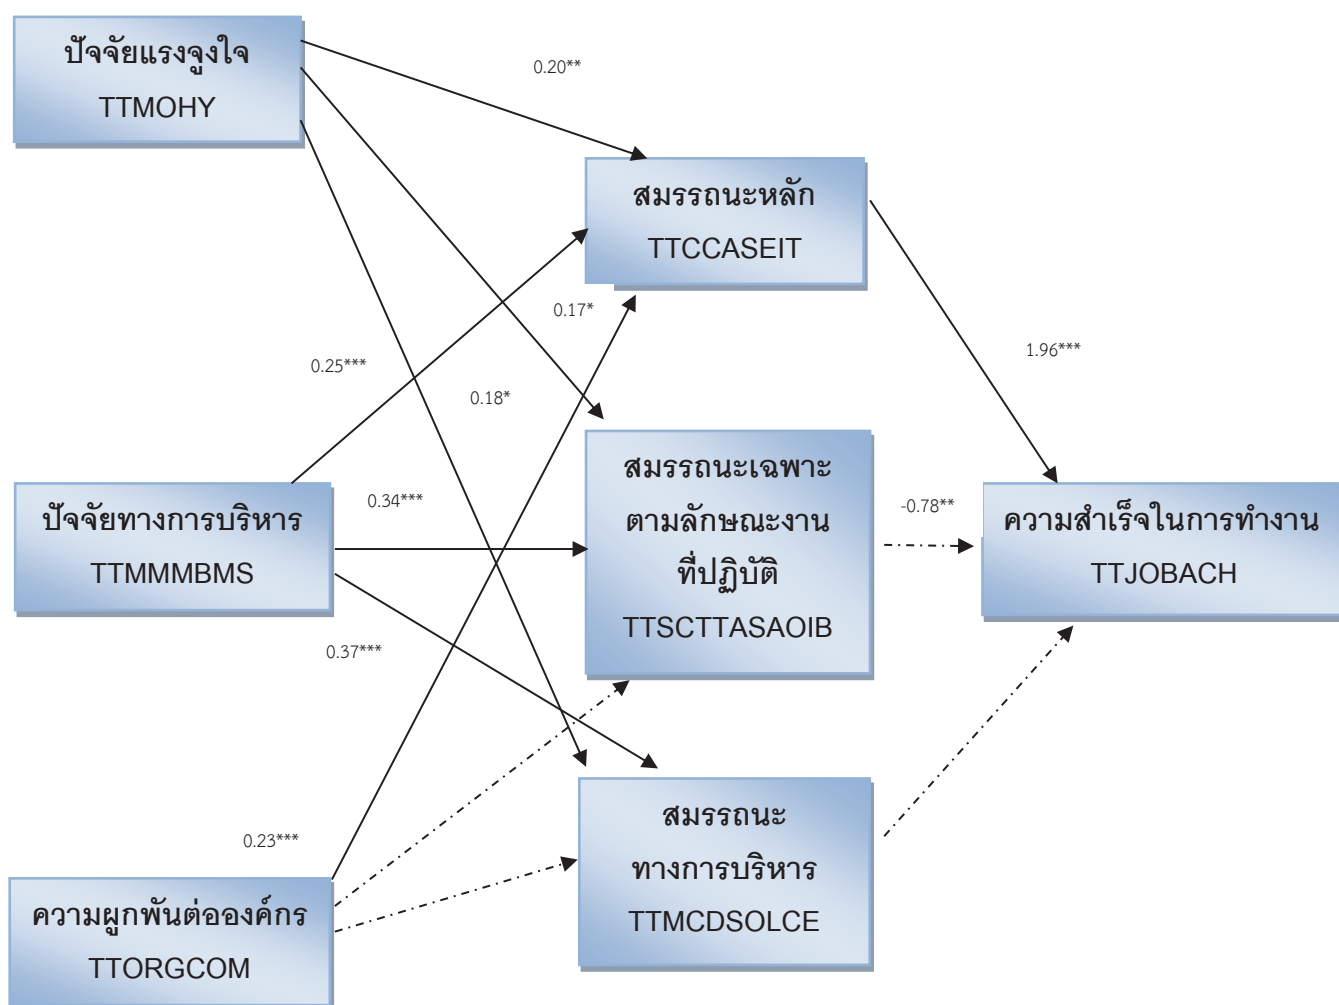 ปัจจัยแรงจูงใจ
TTMOHY
0.20**
สมรรถนะหลัก
TTCCASEIT
0.17*
0.25***
0.18*
1.96***
สมรรถนะเฉพาะ
ตามลักษณะงาน
ที่ปฏิบัติ
TTSCTTASAOIB
ปัจจัยทางการบริหาร
TTMMMBMS
0.34***
-0.78**
ความสำเร็จในการทำงาน
TTJOBACH
0.37***
สมรรถนะ
ทางการบริหาร
TTMCDSOLCE
0.23***
ความผูกพันต่อองค์กร
TTORGCOM